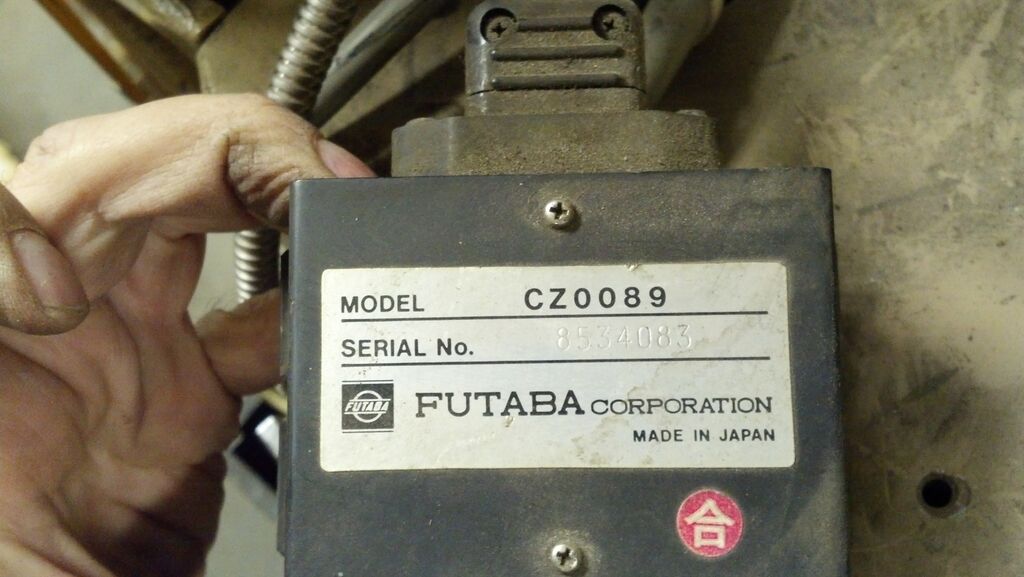 MODEL CZ0089
SERIAL No. 8534083
FUTABA FUTABA CORPORATION
MADE IN JAPAN
合